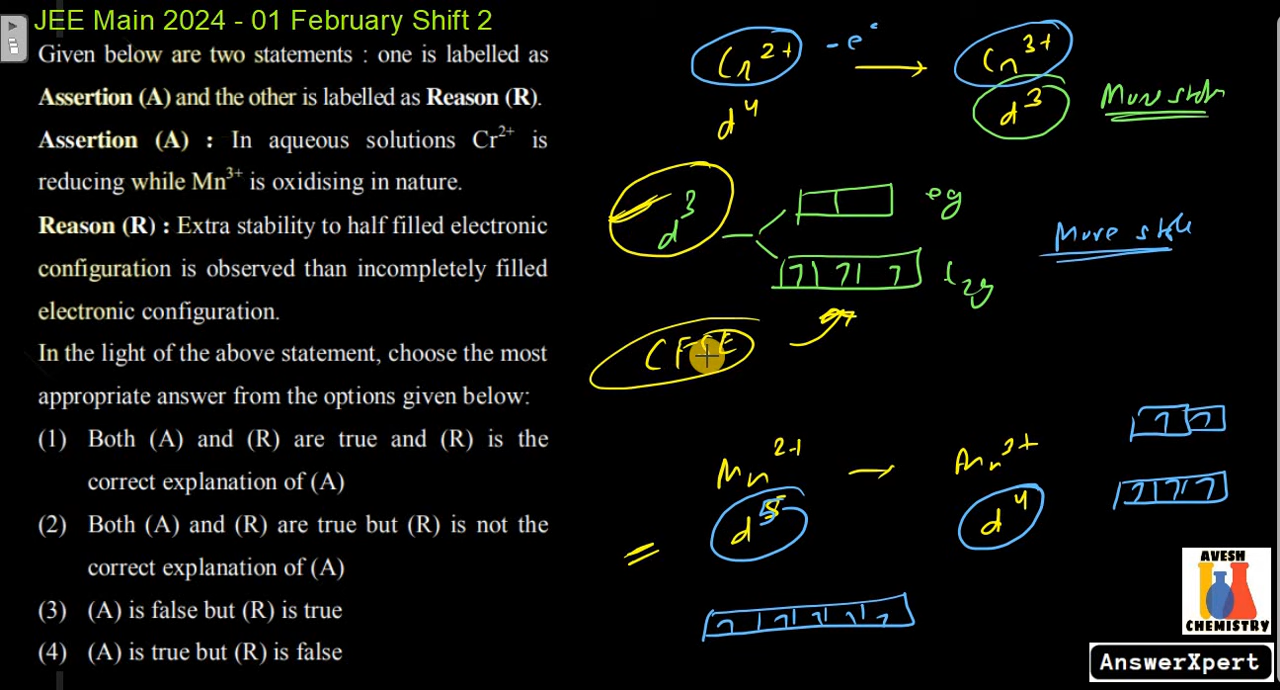 JEE Main 2024 - 01 February Shift 2
Given below are two statements : one is labelled as
Assertion (A) and the other is labelled as Reason (R).
Assertion (A) : In aqueous solutions Cr²⁺ is
reducing while Mn³⁺ is oxidising in nature.
Reason (R) : Extra stability to half filled electronic
configuration is observed than incompletely filled
electronic configuration.
In the light of the above statement, choose the most
appropriate answer from the options given below:
(1) Both (A) and (R) are true and (R) is the
correct explanation of (A)
(2) Both (A) and (R) are true but (R) is not the
correct explanation of (A)
(3) (A) is false but (R) is true
(4) (A) is true but (R) is false
Cr²⁺ - e⁻ → Cr³⁺
d⁴ d³ More
d³ eg
More
t₂g
CFSE
Mn²⁺ → Mn³⁺
d⁵ d⁴
AVESH
CHEMISTRY
AnswerXpert